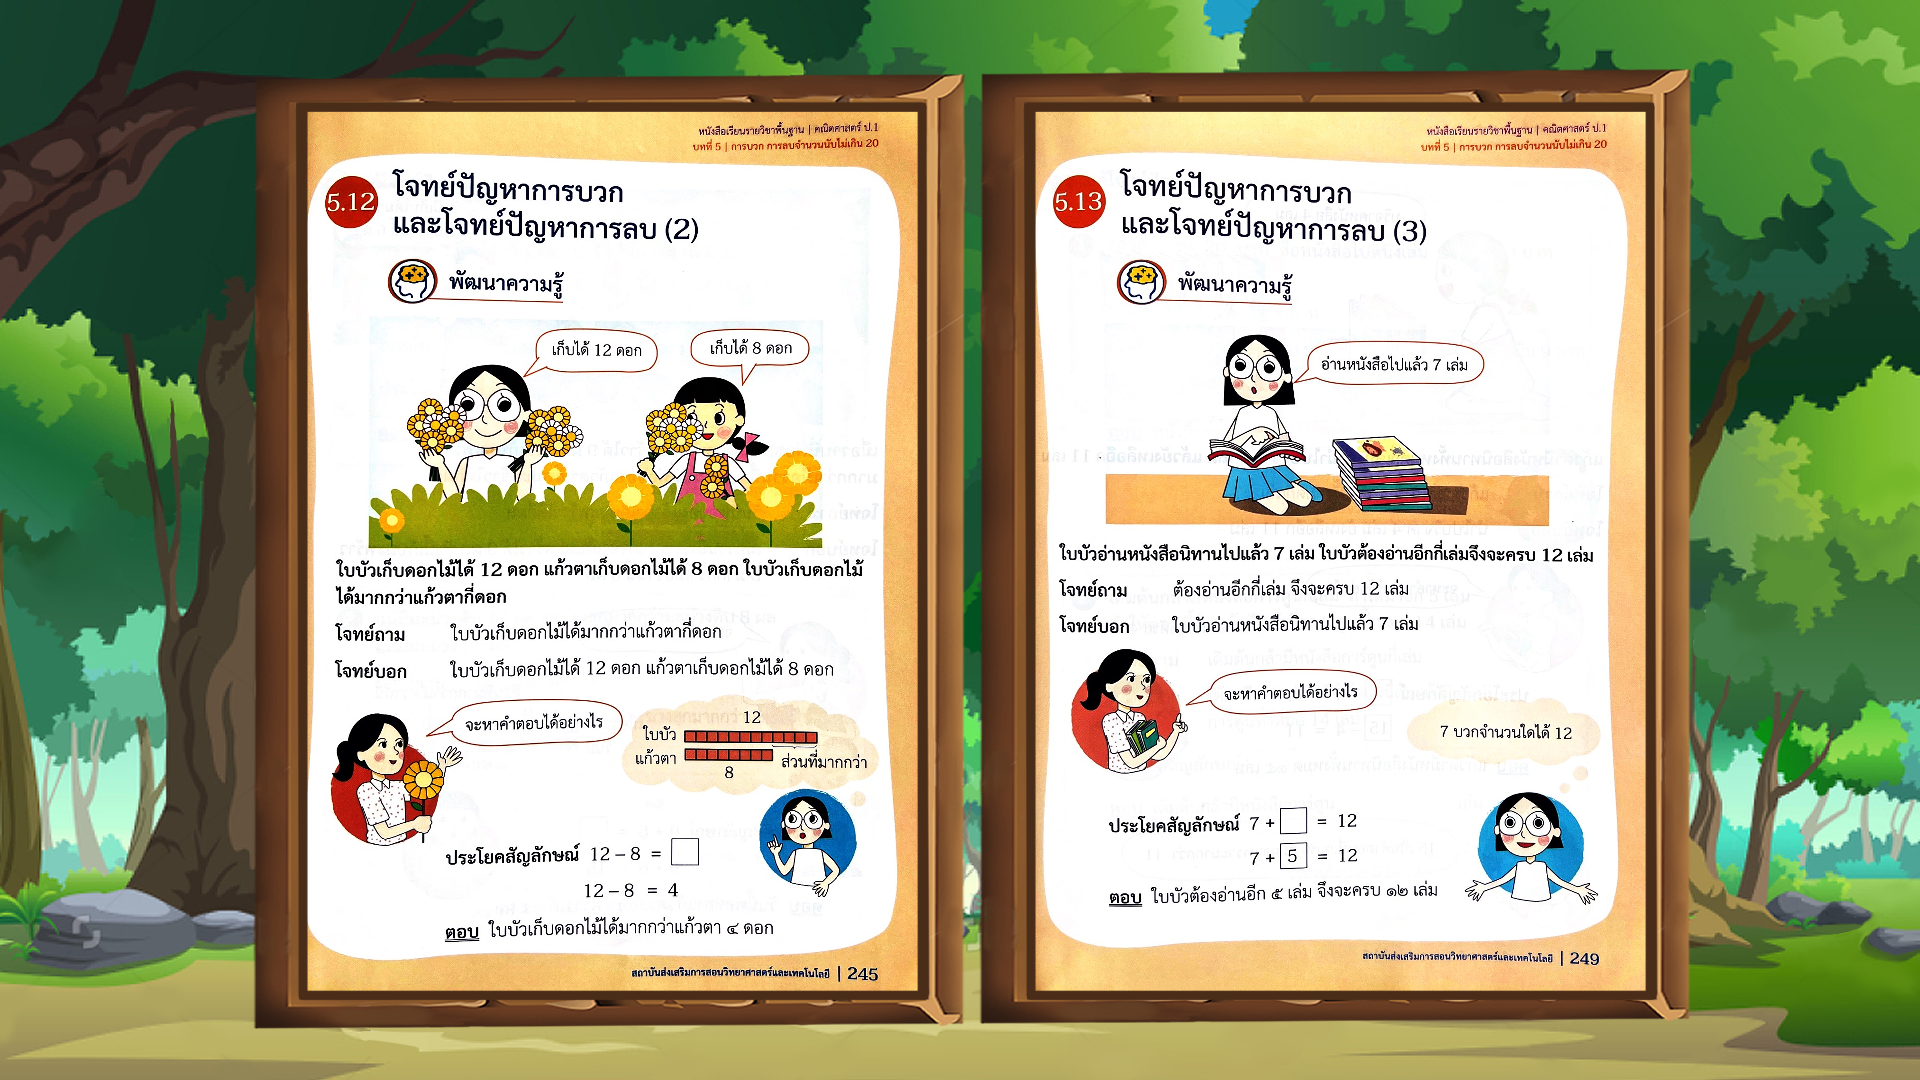 หนังสือเรียนรายวิชาพื้นฐาน | คณิตศาสตร์ ป.1
บทที่ 5 | การบวก การลบจำนวนนับไม่เกิน 20
5.12
โจทย์ปัญหาการบวก
และโจทย์ปัญหาการลบ (2)
พัฒนาความรู้
เก็บได้ 12 ดอก
เก็บได้ 8 ดอก
ใบบัวเก็บดอกไม้ได้ 12 ดอก แก้วตาเก็บดอกไม้ได้ 8 ดอก ใบบัวเก็บดอกไม้
ได้มากกว่าแก้วตากี่ดอก
โจทย์ถาม ใบบัวเก็บดอกไม้ได้มากกว่าแก้วตากี่ดอก
โจทย์บอก ใบบัวเก็บดอกไม้ได้ 12 ดอก แก้วตาเก็บดอกไม้ได้ 8 ดอก
จะหาคำตอบได้อย่างไร
12
ใบบัว
แก้วตา
ส่วนที่มากกว่า
8
ประโยคสัญลักษณ์ 12 – 8 =
12 – 8 = 4
ตอบ ใบบัวเก็บดอกไม้ได้มากกว่าแก้วตา ๔ ดอก
สถาบันส่งเสริมการสอนวิทยาศาสตร์และเทคโนโลยี | 245
หนังสือเรียนรายวิชาพื้นฐาน | คณิตศาสตร์ ป.1
บทที่ 5 | การบวก การลบจำนวนนับไม่เกิน 20
5.13
โจทย์ปัญหาการบวก
และโจทย์ปัญหาการลบ (3)
พัฒนาความรู้
อ่านหนังสือไปแล้ว 7 เล่ม
ใบบัวอ่านหนังสือนิทานไปแล้ว 7 เล่ม ใบบัวต้องอ่านอีกกี่เล่มจึงจะครบ 12 เล่ม
โจทย์ถาม ต้องอ่านอีกกี่เล่ม จึงจะครบ 12 เล่ม
โจทย์บอก ใบบัวอ่านหนังสือนิทานไปแล้ว 7 เล่ม
จะหาคำตอบได้อย่างไร
7 บวกจำนวนใดได้ 12
ประโยคสัญลักษณ์ 7 + = 12
7 + 5 = 12
ตอบ ใบบัวต้องอ่านอีก ๕ เล่ม จึงจะครบ ๑๒ เล่ม
สถาบันส่งเสริมการสอนวิทยาศาสตร์และเทคโนโลยี | 249